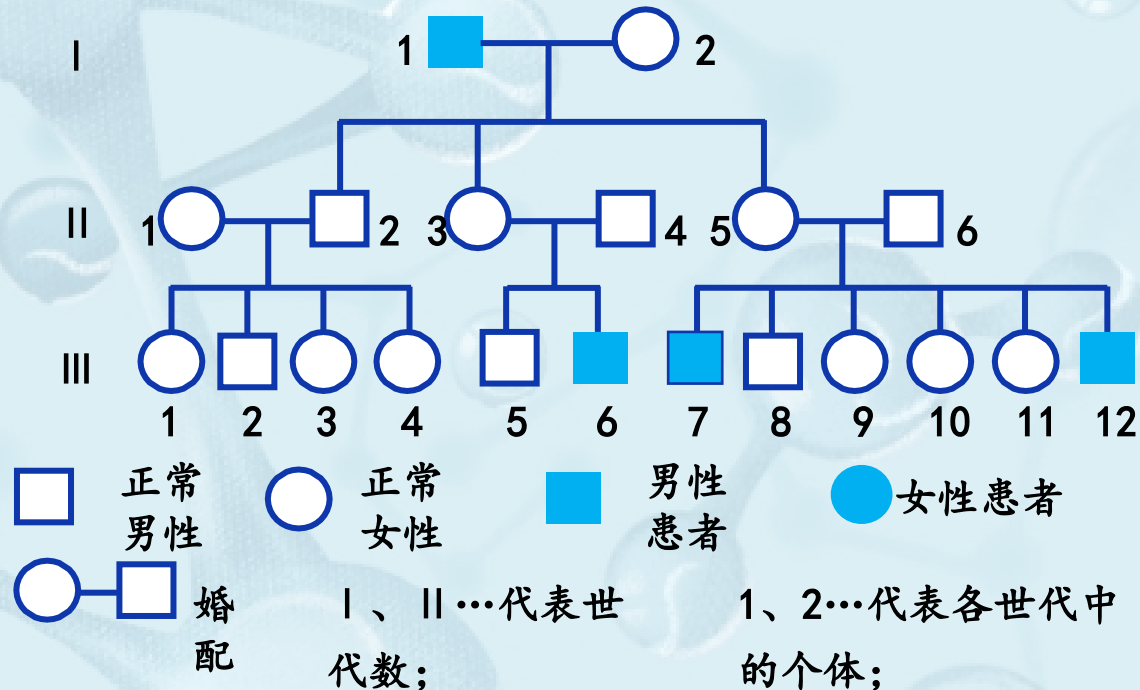 I 1 2
II 1 2 3 4 5 6
III
1 2 3 4 5 6 7 8 9 10 11 12
正常 正常 男性 女性患者
男性 女性 患者
婚 I、II…代表世 1、2…代表各世代中
配 代数； 的个体；